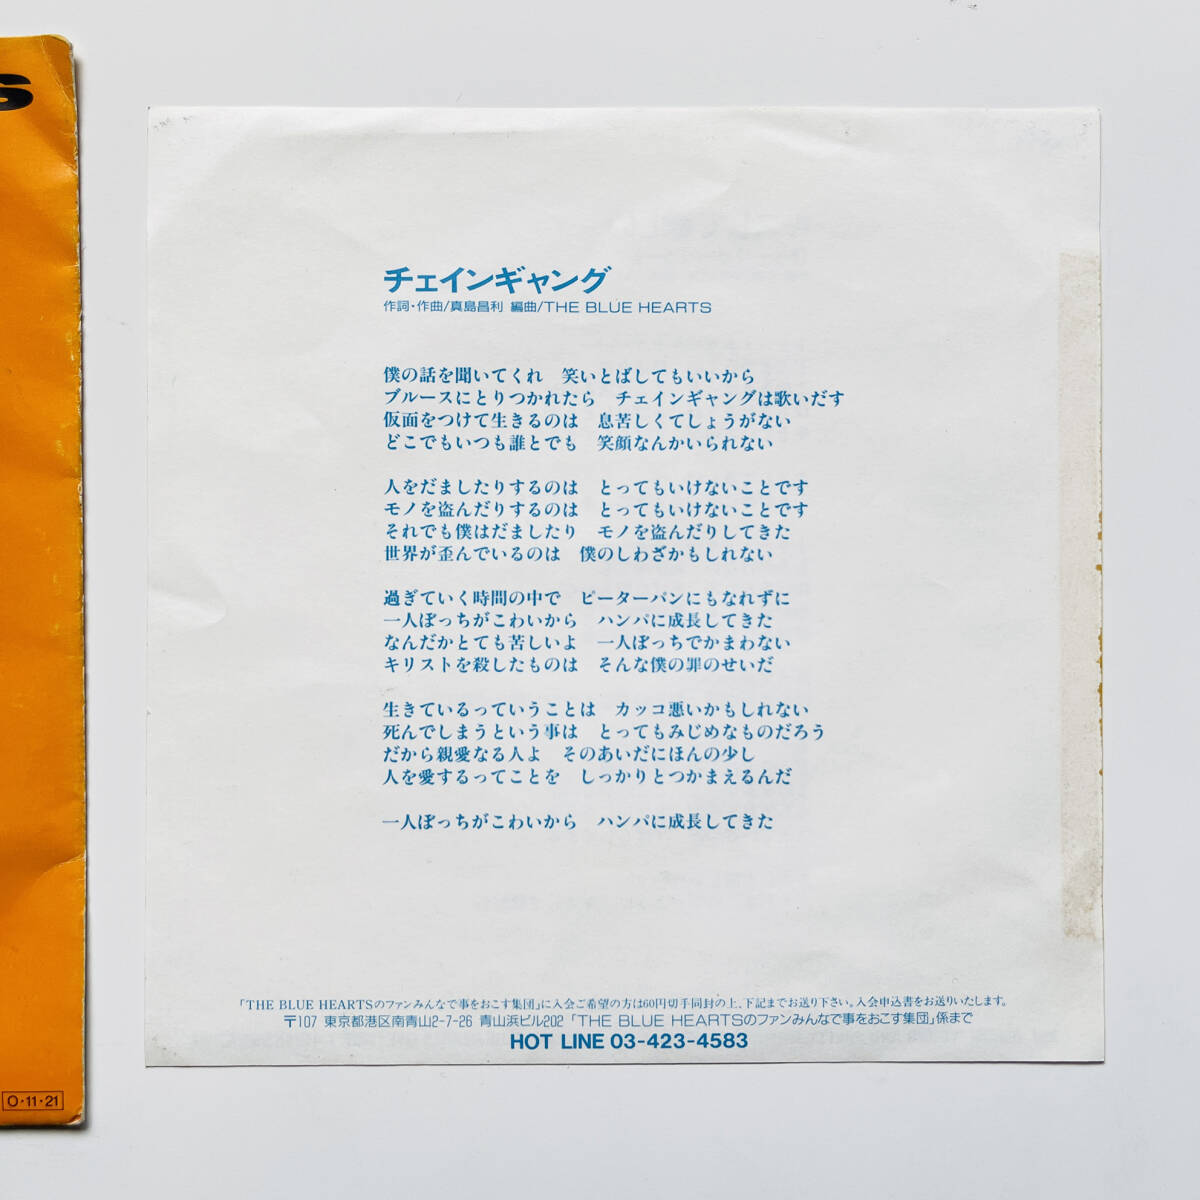 S
チェインギャング
作詞・作曲/真島昌利 編曲/THE BLUE HEARTS
僕の話を聞いてくれ　笑いとばしてもいいから
ブルースにとりつかれたら　チェインギャングは歌いだす
仮面をつけて生きるのは　息苦しくてしょうがない
どこでもいつも誰とでも　笑顔なんかいられない
人をだましたりするのは　とってもいけないことです
モノを盗んだりするのは　とってもいけないことです
それでも僕はだましたり　モノを盗んだりしてきた
世界が歪んでいるのは　僕のしわざかもしれない
過ぎていく時間の中で　ピーターパンにもなれずに
一人ぼっちがこわいから　ハンパに成長してきた
なんだかとても苦しいよ　一人ぼっちでかまわない
キリストを殺したものは　そんな僕の罪のせいだ
生きているっていうことは　カッコ悪いかもしれない
死んでしまうという事は　とってもみじめなものだろう
だから親愛なる人よ　そのあいだにほんの少し
人を愛するってことを　しっかりとつかまえるんだ
一人ぼっちがこわいから　ハンパに成長してきた
「THE BLUE HEARTSのファンみんなで事をおこす集団」に入会ご希望の方は60円切手同封の上、下記までお送り下さい。入会申込書をお送りいたします。
〒107 東京都港区南青山2-7-26 青山浜ビル202 「THE BLUE HEARTSのファンみんなで事をおこす集団」係まで
HOT LINE 03-423-4583
O・11・21